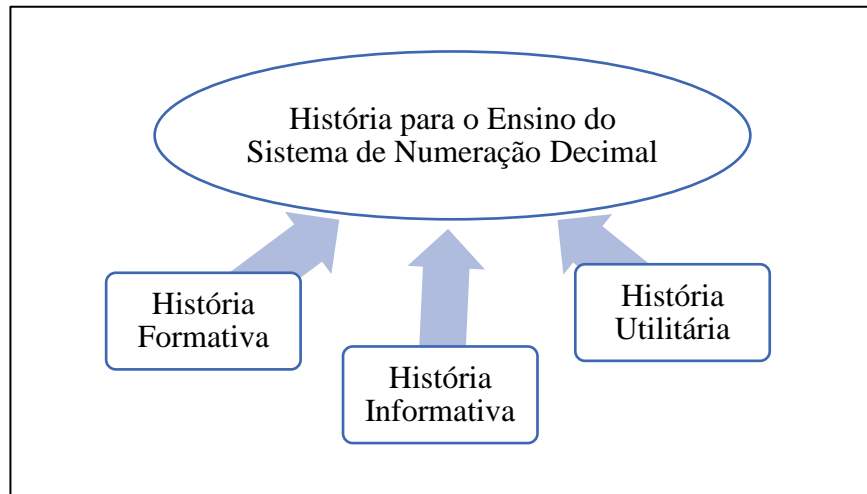 História para o Ensino do
Sistema de Numeração Decimal
História
Formativa
História
Informativa
História
Utilitária